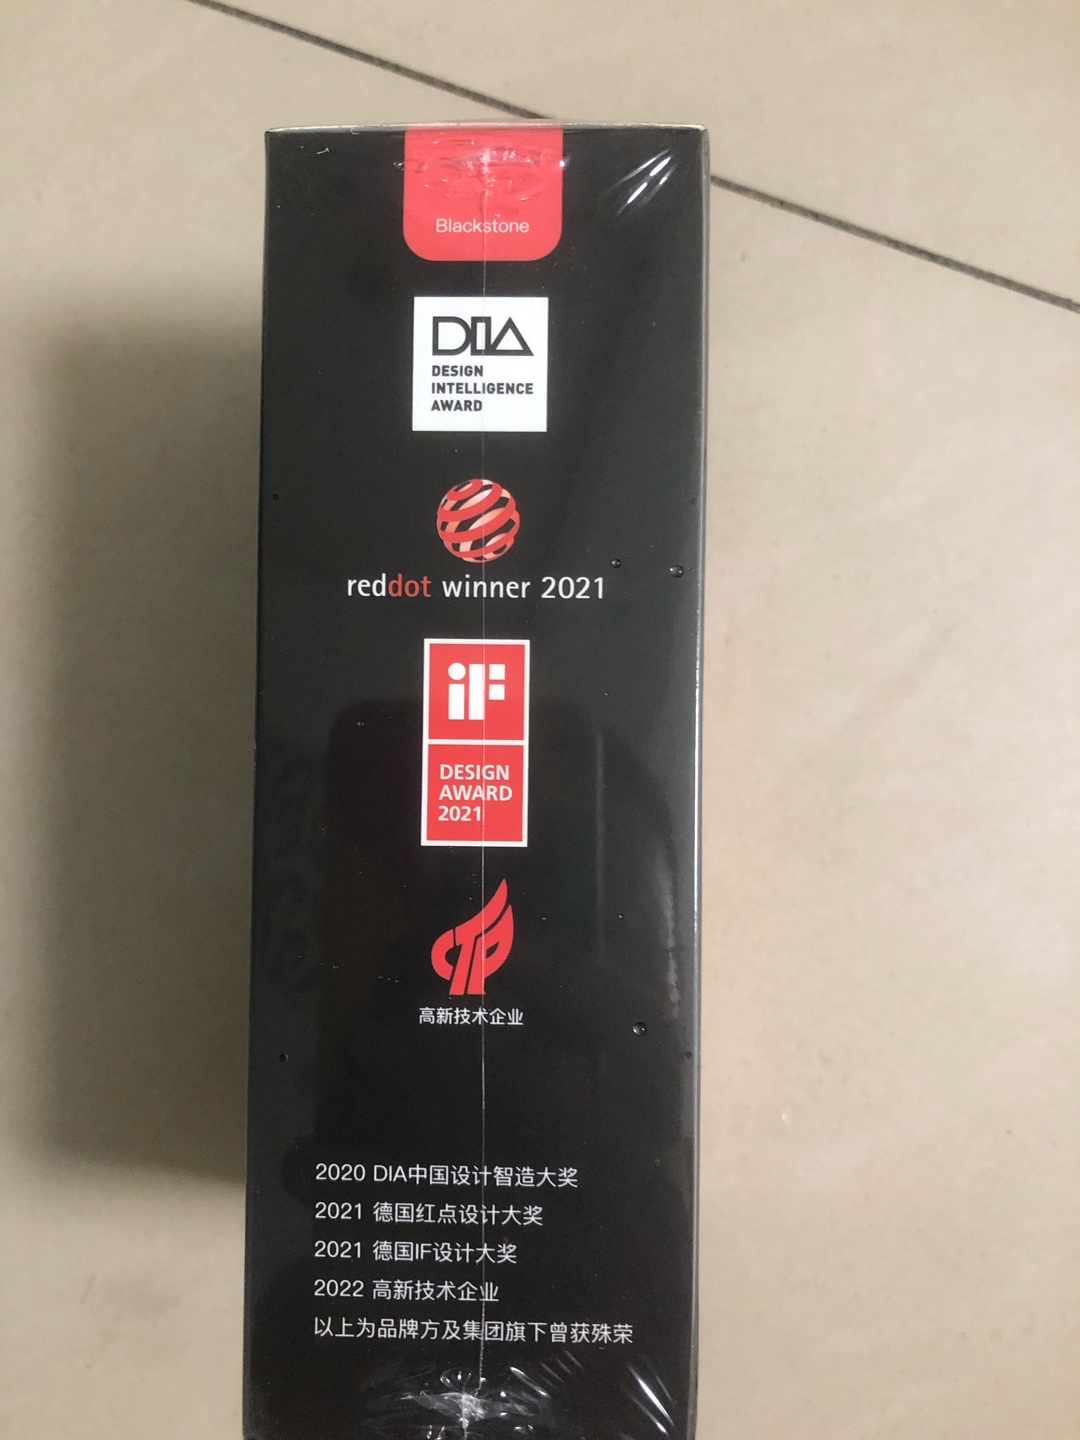 Blackstone
DIA
DESIGN
INTELLIGENCE
AWARD
reddot winner 2021
iF
DESIGN
AWARD
2021
高新技术企业
2020 DIA中国设计智造大奖
2021 德国红点设计大奖
2021 德国IF设计大奖
2022 高新技术企业
以上为品牌方及集团旗下曾获殊荣